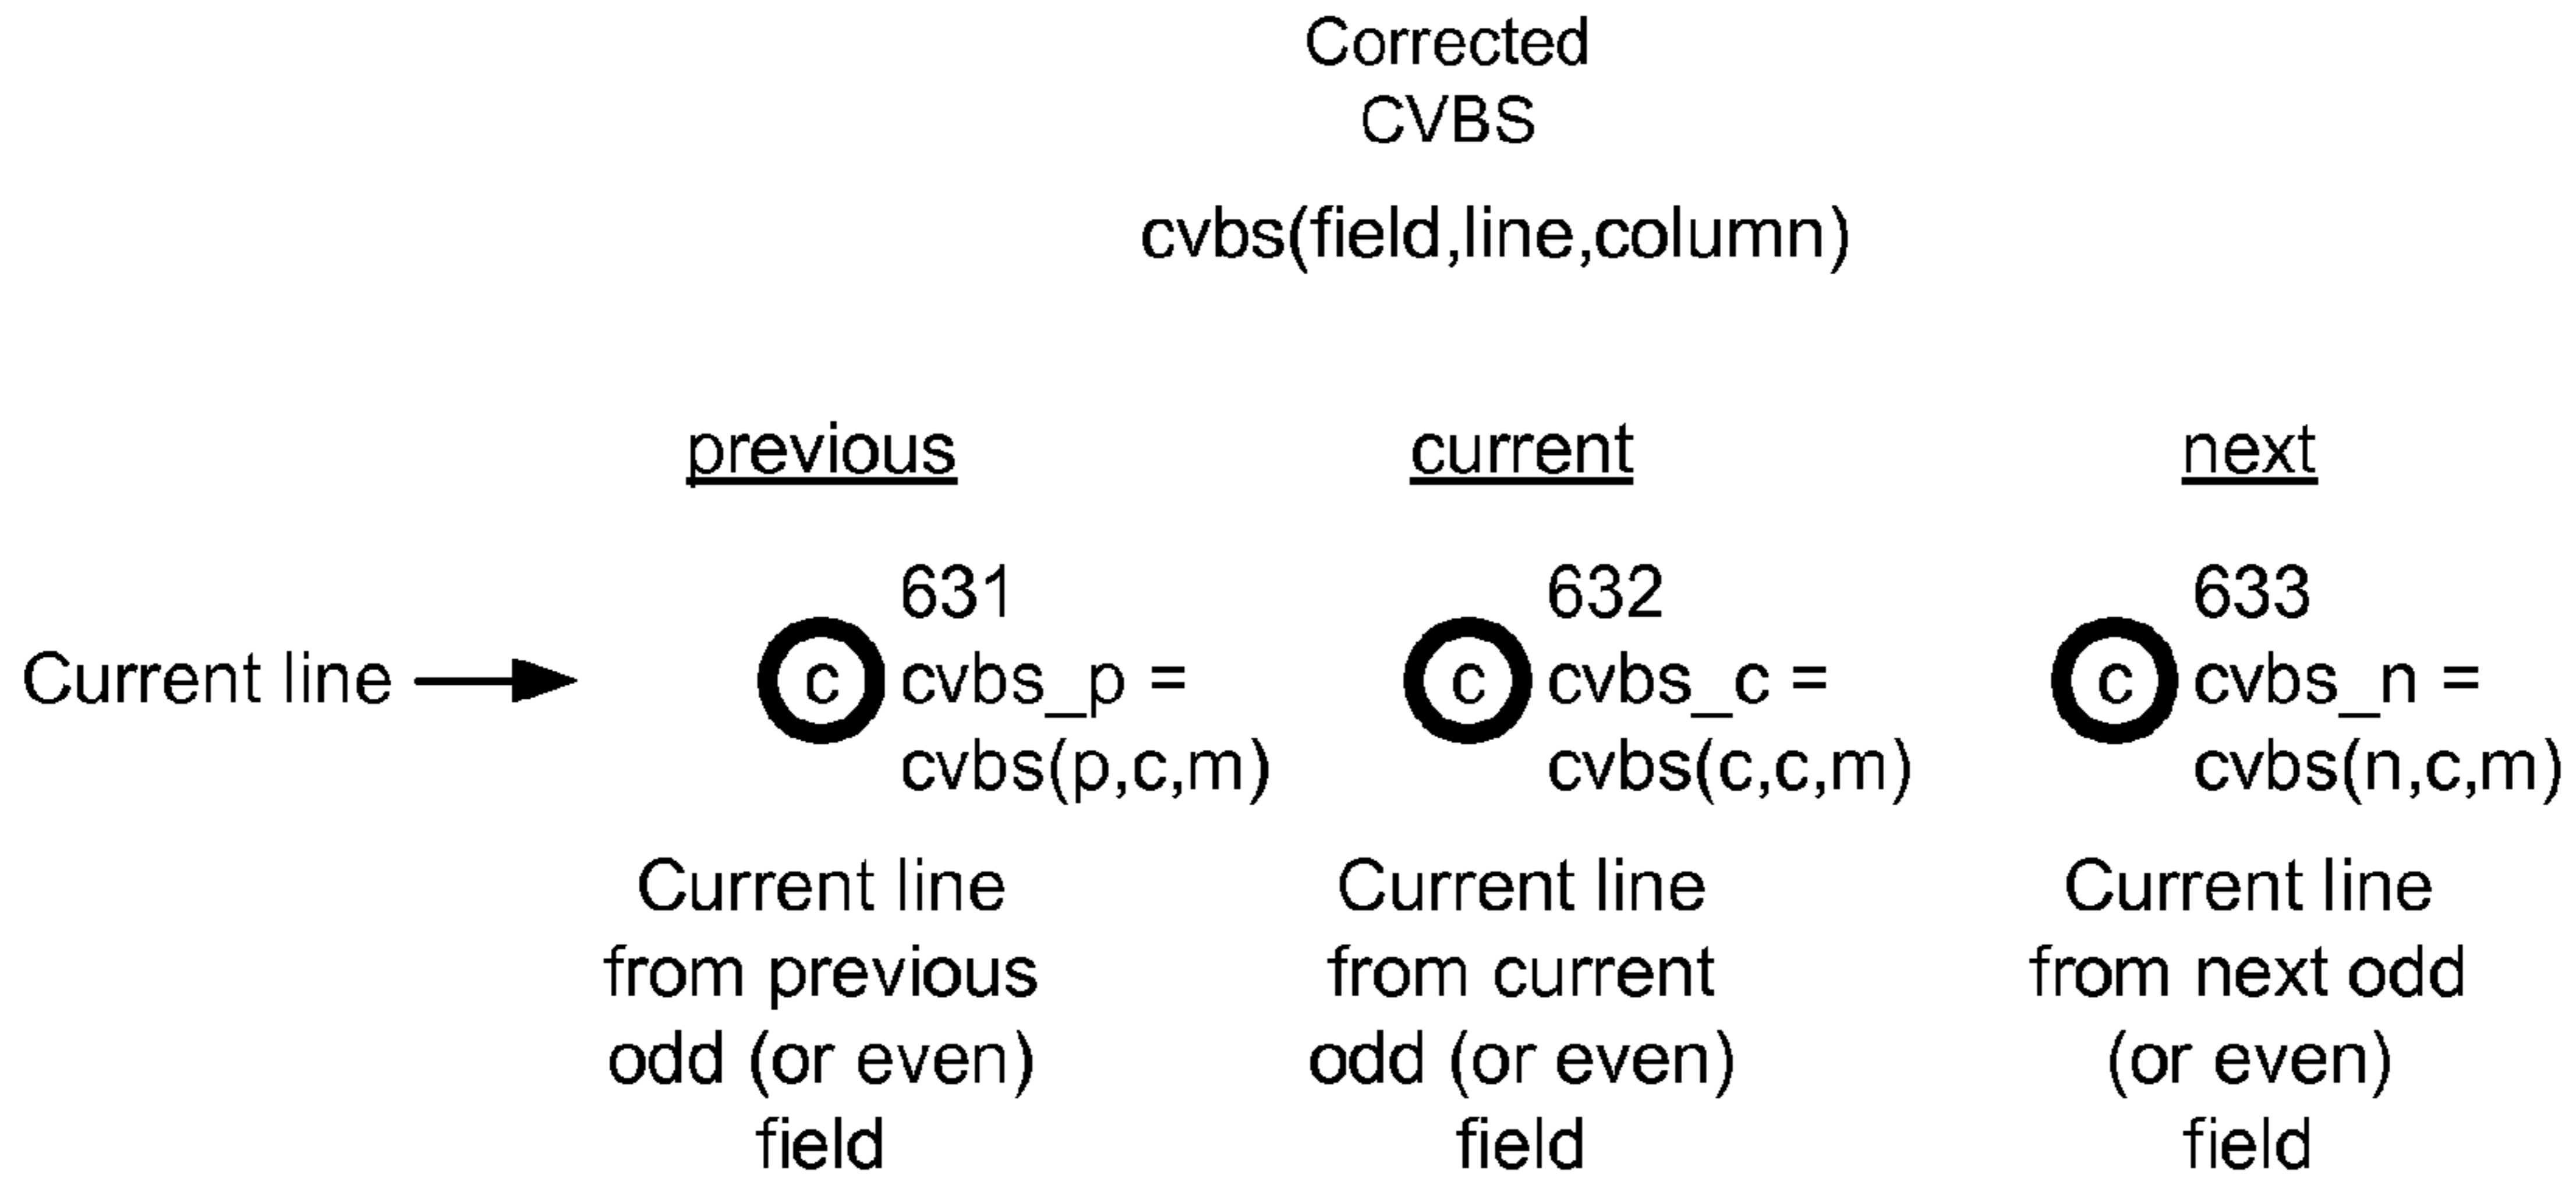 Corrected
CVBS
cvbs(field,line,column)
previous
current
next
Current line
c
631
cvbs_p =
cvbs(p,c,m)
Current line
from previous
odd (or even)
field
c
632
cvbs_c =
cvbs(c,c,m)
Current line
from current
odd (or even)
field
c
633
cvbs_n =
cvbs(n,c,m)
Current line
from next odd
(or even)
field